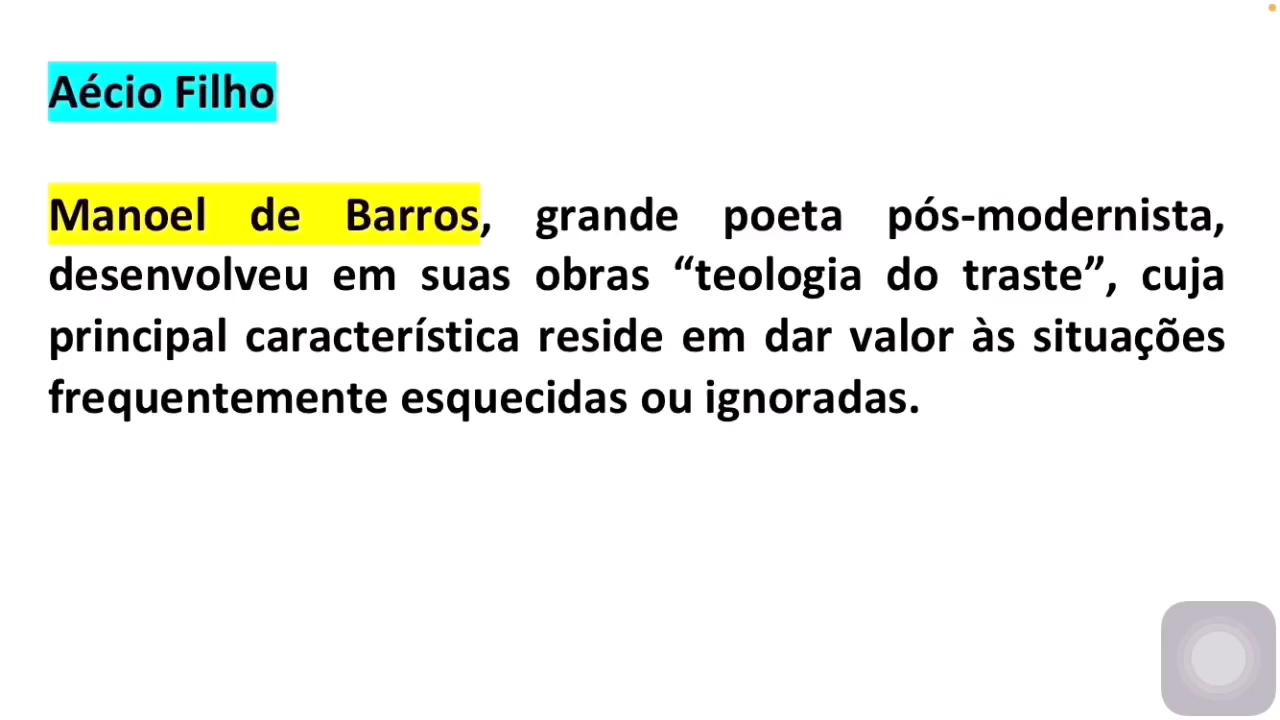 Aécio Filho
Manoel de Barros, grande poeta pós-modernista,
desenvolveu em suas obras “teologia do traste”, cuja
principal característica reside em dar valor às situações
frequentemente esquecidas ou ignoradas.